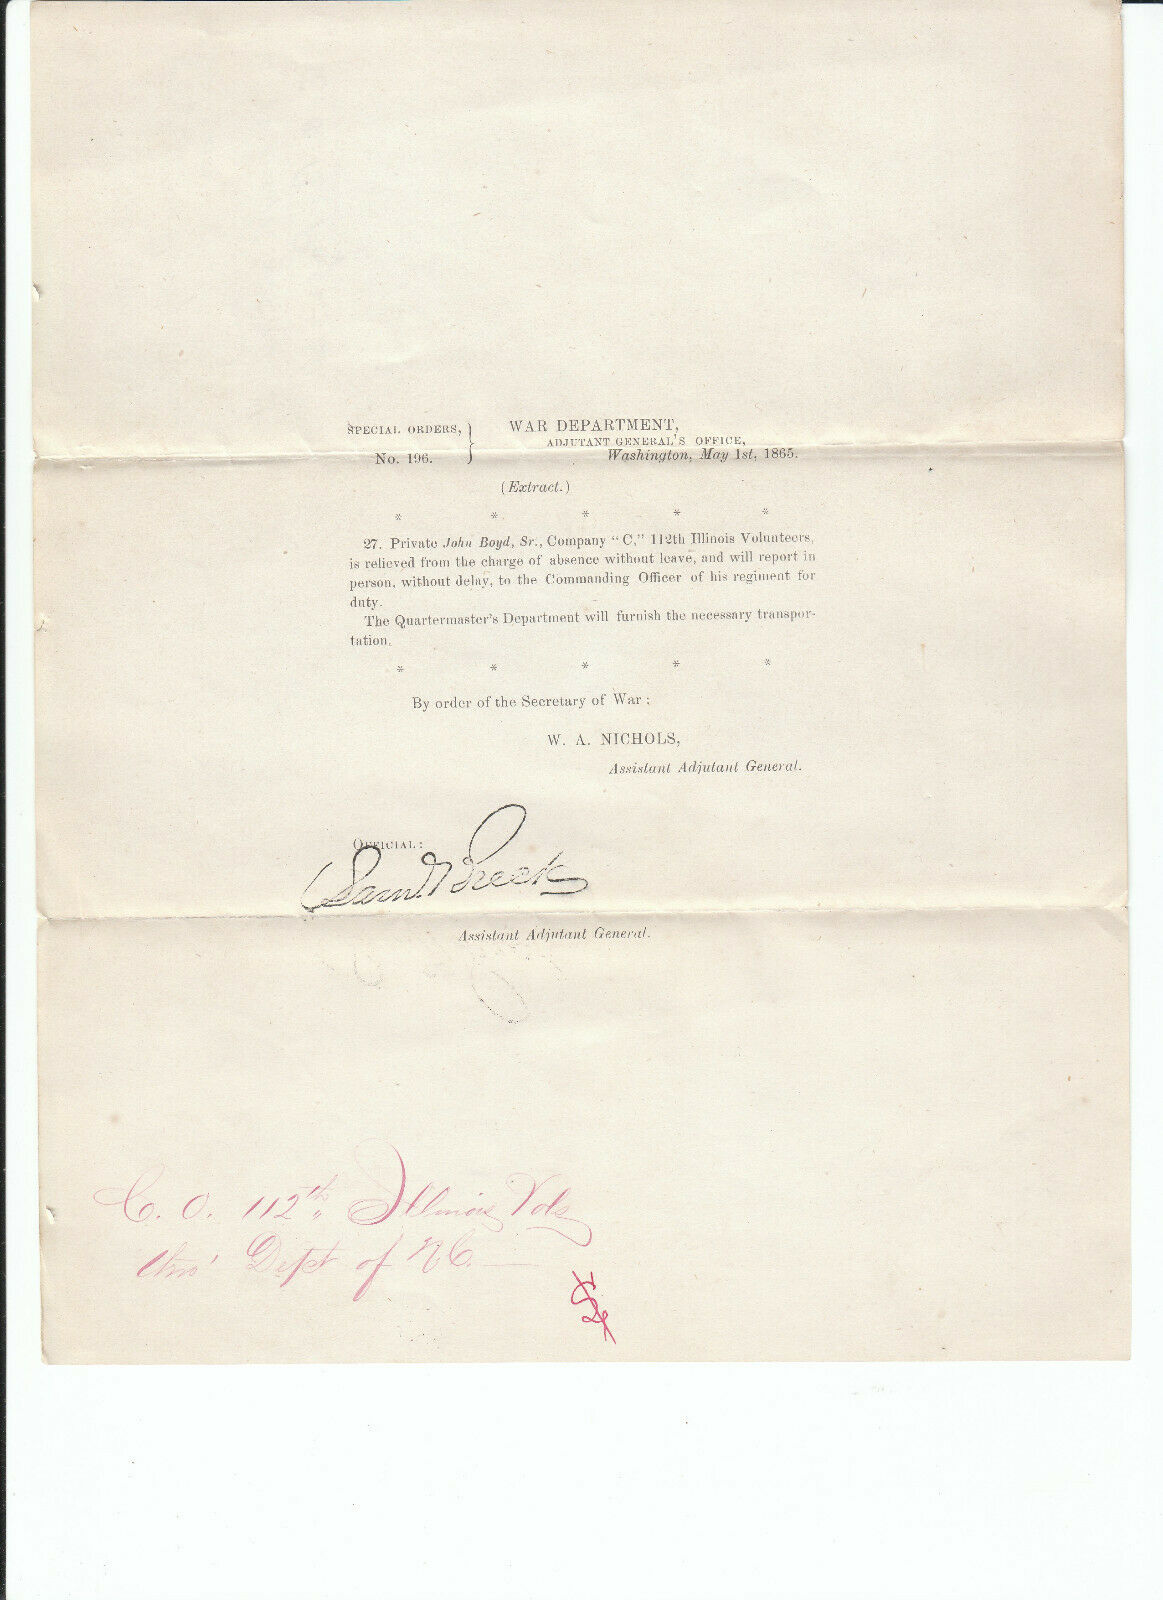 SPECIAL ORDERS,
No. 196.
WAR DEPARTMENT,
ADJUTANT GENERAL'S OFFICE,
Washington, May 1st, 1865.
(Extract.)
* * * * *
27. Private John Boyd, Sr., Company "C," 112th Illinois Volunteers,
is relieved from the charge of absence without leave, and will report in
person, without delay, to the Commanding Officer of his regiment for
duty.
The Quartermaster's Department will furnish the necessary transpor-
tation.
* * * * *
By order of the Secretary of War:
W. A. NICHOLS,
Assistant Adjutant General.
OFFICIAL:
Saml Breck
Assistant Adjutant General.
C. O. 112th Illinois Vols
thro' Dept of N.C.